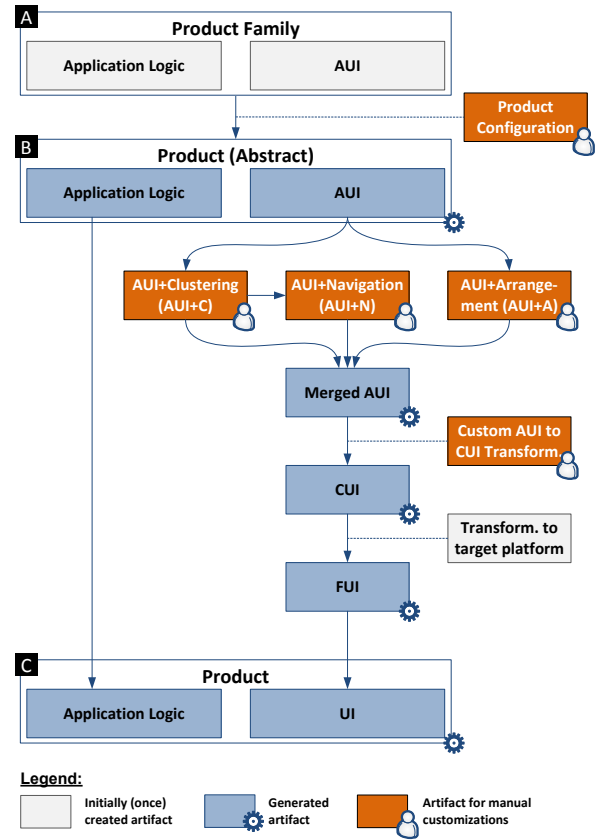 A
Product Family
Application Logic
AUI
Product
Configuration
B
Product (Abstract)
Application Logic
AUI
AUI+Clustering
(AUI+C)
AUI+Navigation
(AUI+N)
AUI+Arrange-
ment (AUI+A)
Merged AUI
Custom AUI to
CUI Transform.
CUI
Transform. to
target platform
FUI
C
Product
Application Logic
UI
Legend:
Initially (once)
created artifact
Generated
artifact
Artifact for manual
customizations